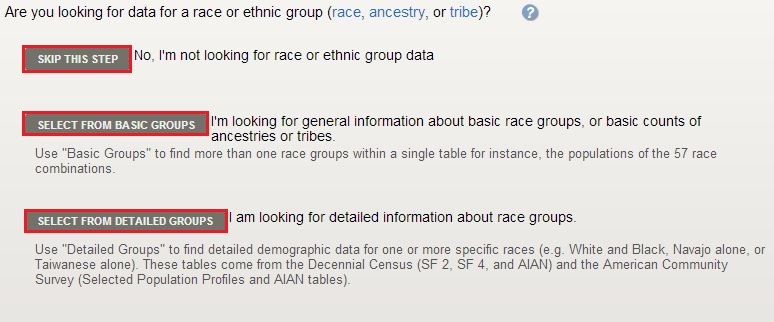 Are you looking for data for a race or ethnic group (race, ancestry, or tribe)? ?
SKIP THIS STEP No, I'm not looking for race or ethnic group data
SELECT FROM BASIC GROUPS I'm looking for general information about basic race groups, or basic counts of
ancestries or tribes.
Use "Basic Groups" to find more than one race groups within a single table for instance, the populations of the 57 race
combinations.
SELECT FROM DETAILED GROUPS I am looking for detailed information about race groups.
Use "Detailed Groups" to find detailed demographic data for one or more specific races (e.g. White and Black, Navajo alone, or
Taiwanese alone). These tables come from the Decennial Census (SF 2, SF 4, and AIAN) and the American Community
Survey (Selected Population Profiles and AIAN tables).